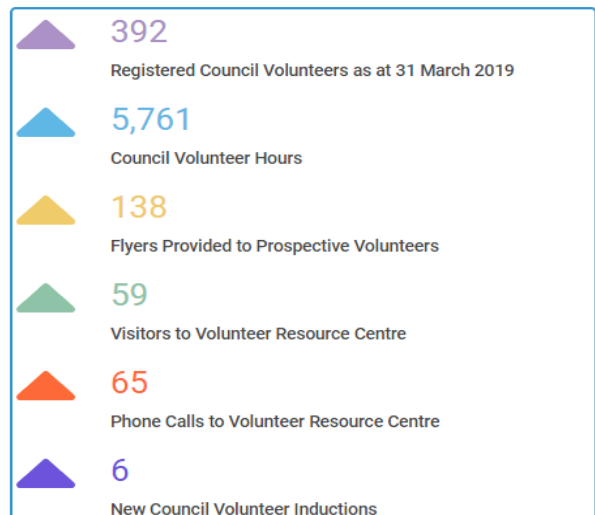 392
Registered Council Volunteers as at 31 March 2019
5,761
Council Volunteer Hours
138
Flyers Provided to Prospective Volunteers
59
Visitors to Volunteer Resource Centre
65
Phone Calls to Volunteer Resource Centre
6
New Council Volunteer Inductions